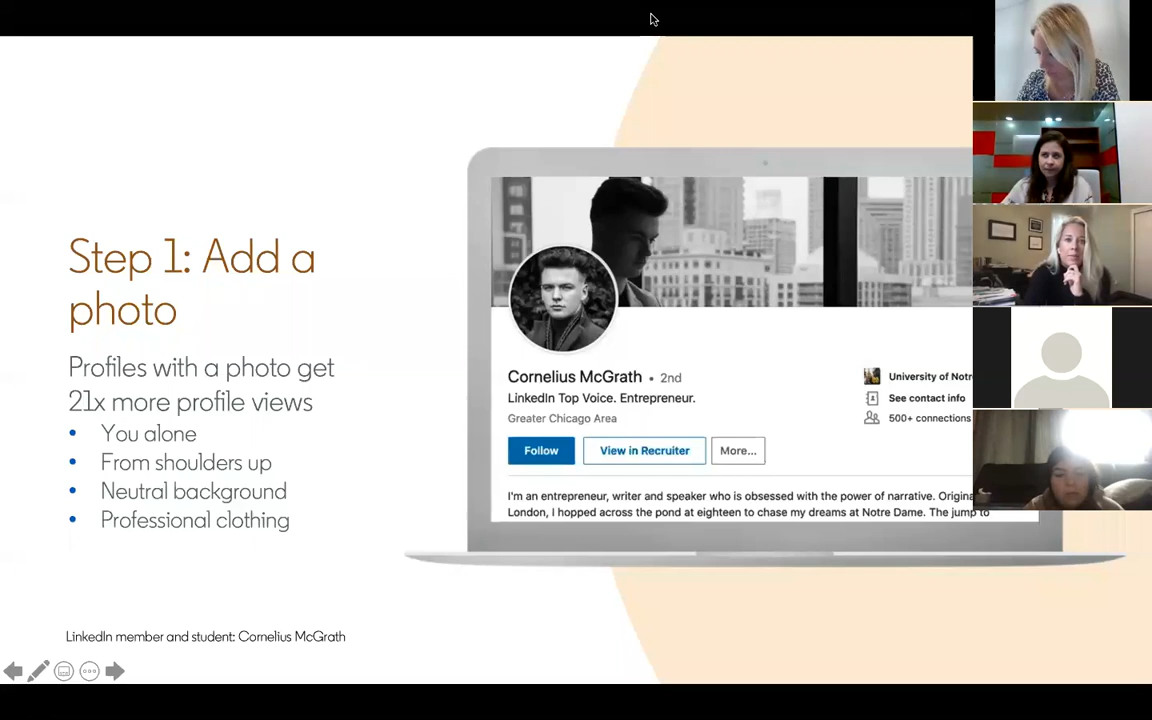 Step 1: Add a
photo
Profiles with a photo get
21x more profile views
• You alone
• From shoulders up
• Neutral background
• Professional clothing
LinkedIn member and student: Cornelius McGrath
Cornelius McGrath • 2nd
LinkedIn Top Voice. Entrepreneur.
Greater Chicago Area
Follow
View in Recruiter
More...
University of
See contact info
500+ connections
I'm an entrepreneur, writer and speaker who is obsessed with the power of narrative.
London, I hopped across the pond at eighteen to chase my dreams at Notre Dame. The jump to